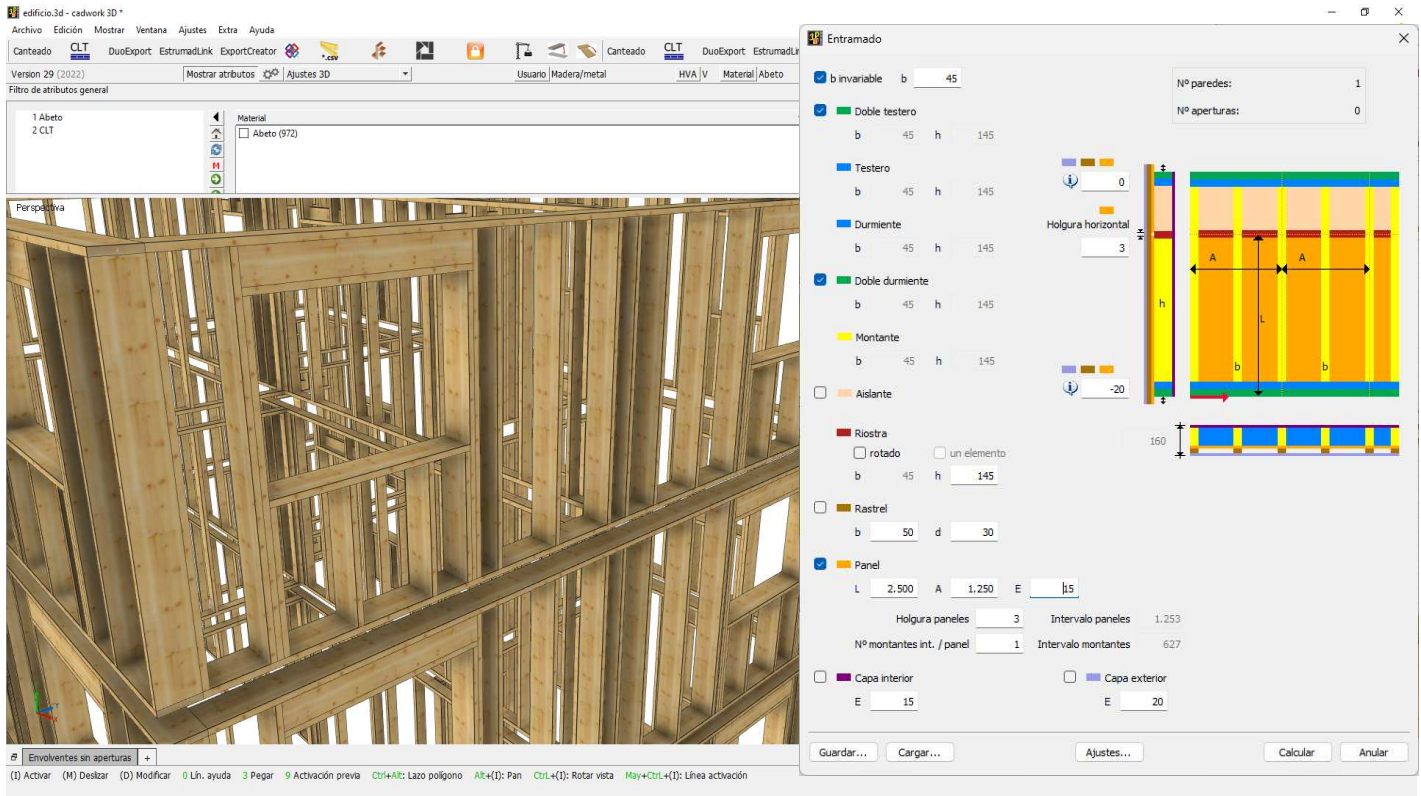 edificio.3d - cadwork 3D *
Archivo Edición Mostrar Ventana Ajustes Extra Ayuda
Canteado CLT DuoExport EstrumadLink ExportCreator *.csv Canteado CLT DuoExport EstrumadLi
Version 29 (2022) Mostrar atributos Ajustes 3D Usuario Madera/metal HVA V Material Abeto
Filtro de atributos general
1 Abeto
2 CLT
M
Material
Abeto (972)
Perspectiva
Y
X
Envolventes sin aperturas +
(I) Activar (M) Deslizar (D) Modificar 0 Lín. ayuda 3 Pegar 9 Activación previa Ctrl+Alt: Lazo polígono Alt+(I): Pan CtrL+(I): Rotar vista May+CtrL+(I): Línea activación
Entramado
b invariable b 45
Nº paredes: 1
Nº aperturas: 0
Doble testero
b 45 h 145
Testero
b 45 h 145
0
Durmiente
b 45 h 145
Holgura horizontal
3
Doble durmiente
b 45 h 145
Montante
b 45 h 145
-20
Aislante
A A
h
L
b b
160
Riostra
rotado un elemento
b 45 h 145
Rastrel
b 50 d 30
Panel
L 2.500 A 1.250 E 15
Holgura paneles 3 Intervalo paneles 1.253
Nº montantes int. / panel 1 Intervalo montantes 627
Capa interior Capa exterior
E 15 E 20
Guardar... Cargar... Ajustes... Calcular Anular